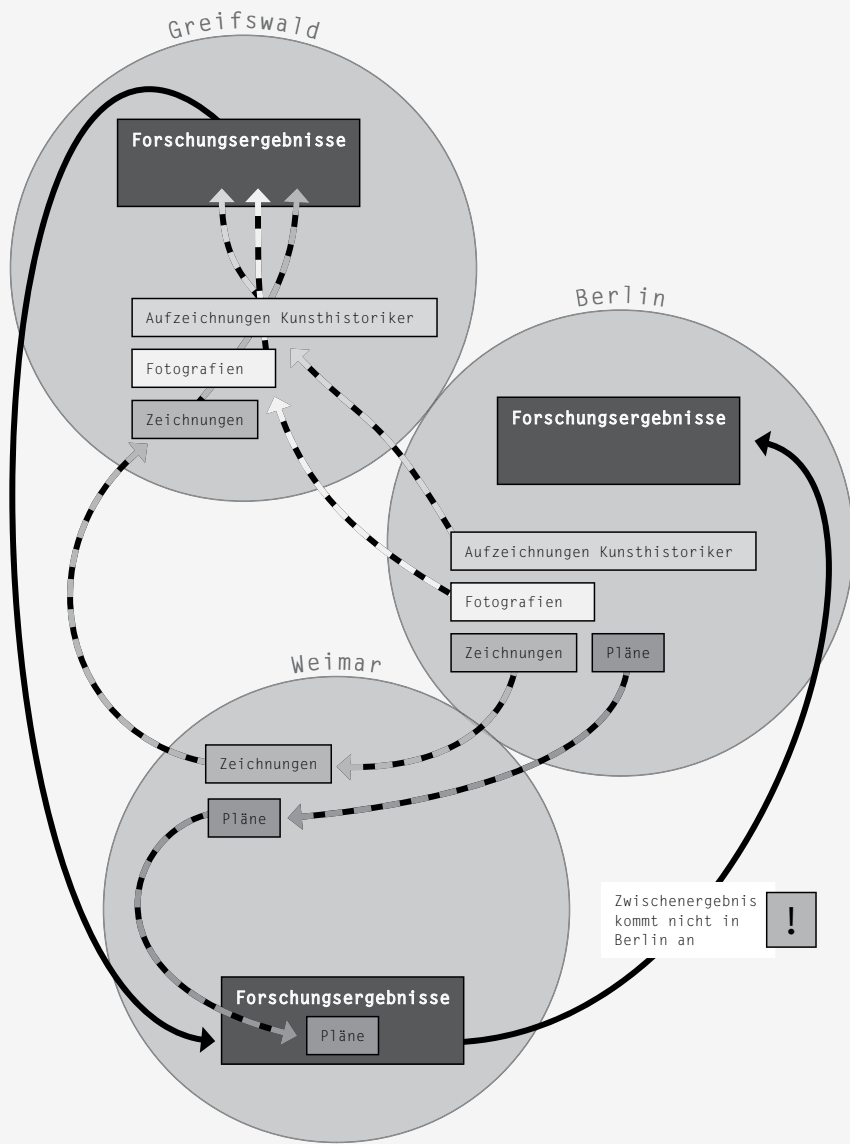 Greifswald
Forschungsergebnisse
Aufzeichnungen Kunsthistoriker
Fotografien
Zeichnungen
Berlin
Forschungsergebnisse
Aufzeichnungen Kunsthistoriker
Fotografien
Zeichnungen
Pläne
Weimar
Zeichnungen
Pläne
Zwischenergebnis
kommt nicht in
Berlin an
!
Forschungsergebnisse
Pläne